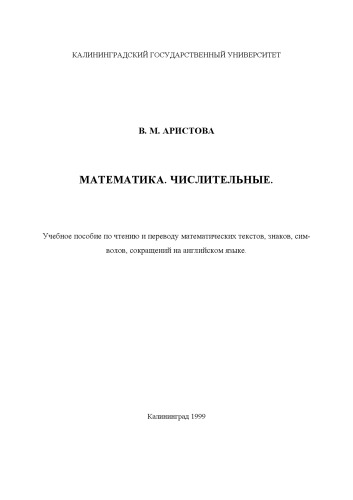 КАЛИНИНГРАДСКИЙ ГОСУДАРСТВЕННЫЙ УНИВЕРСИТЕТ
В. М. АРИСТОВА
МАТЕМАТИКА. ЧИСЛИТЕЛЬНЫЕ.
Учебное пособие по чтению и переводу математических текстов, знаков, сим-
волов, сокращений на английском языке.
Калининград 1999